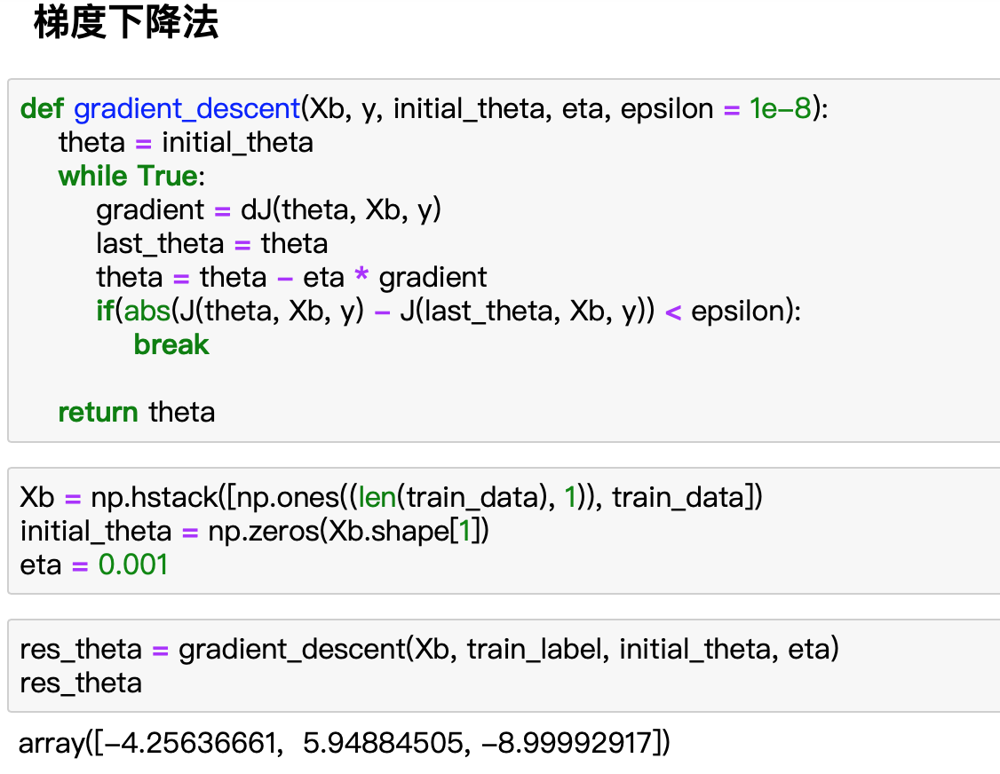 梯度下降法
def gradient_descent(Xb, y, initial_theta, eta, epsilon = 1e-8):
theta = initial_theta
while True:
gradient = dJ(theta, Xb, y)
last_theta = theta
theta = theta - eta * gradient
if(abs(J(theta, Xb, y) - J(last_theta, Xb, y)) < epsilon):
break
return theta
Xb = np.hstack([np.ones((len(train_data), 1)), train_data])
initial_theta = np.zeros(Xb.shape[1])
eta = 0.001
res_theta = gradient_descent(Xb, train_label, initial_theta, eta)
res_theta
array([-4.25636661, 5.94884505, -8.99992917])